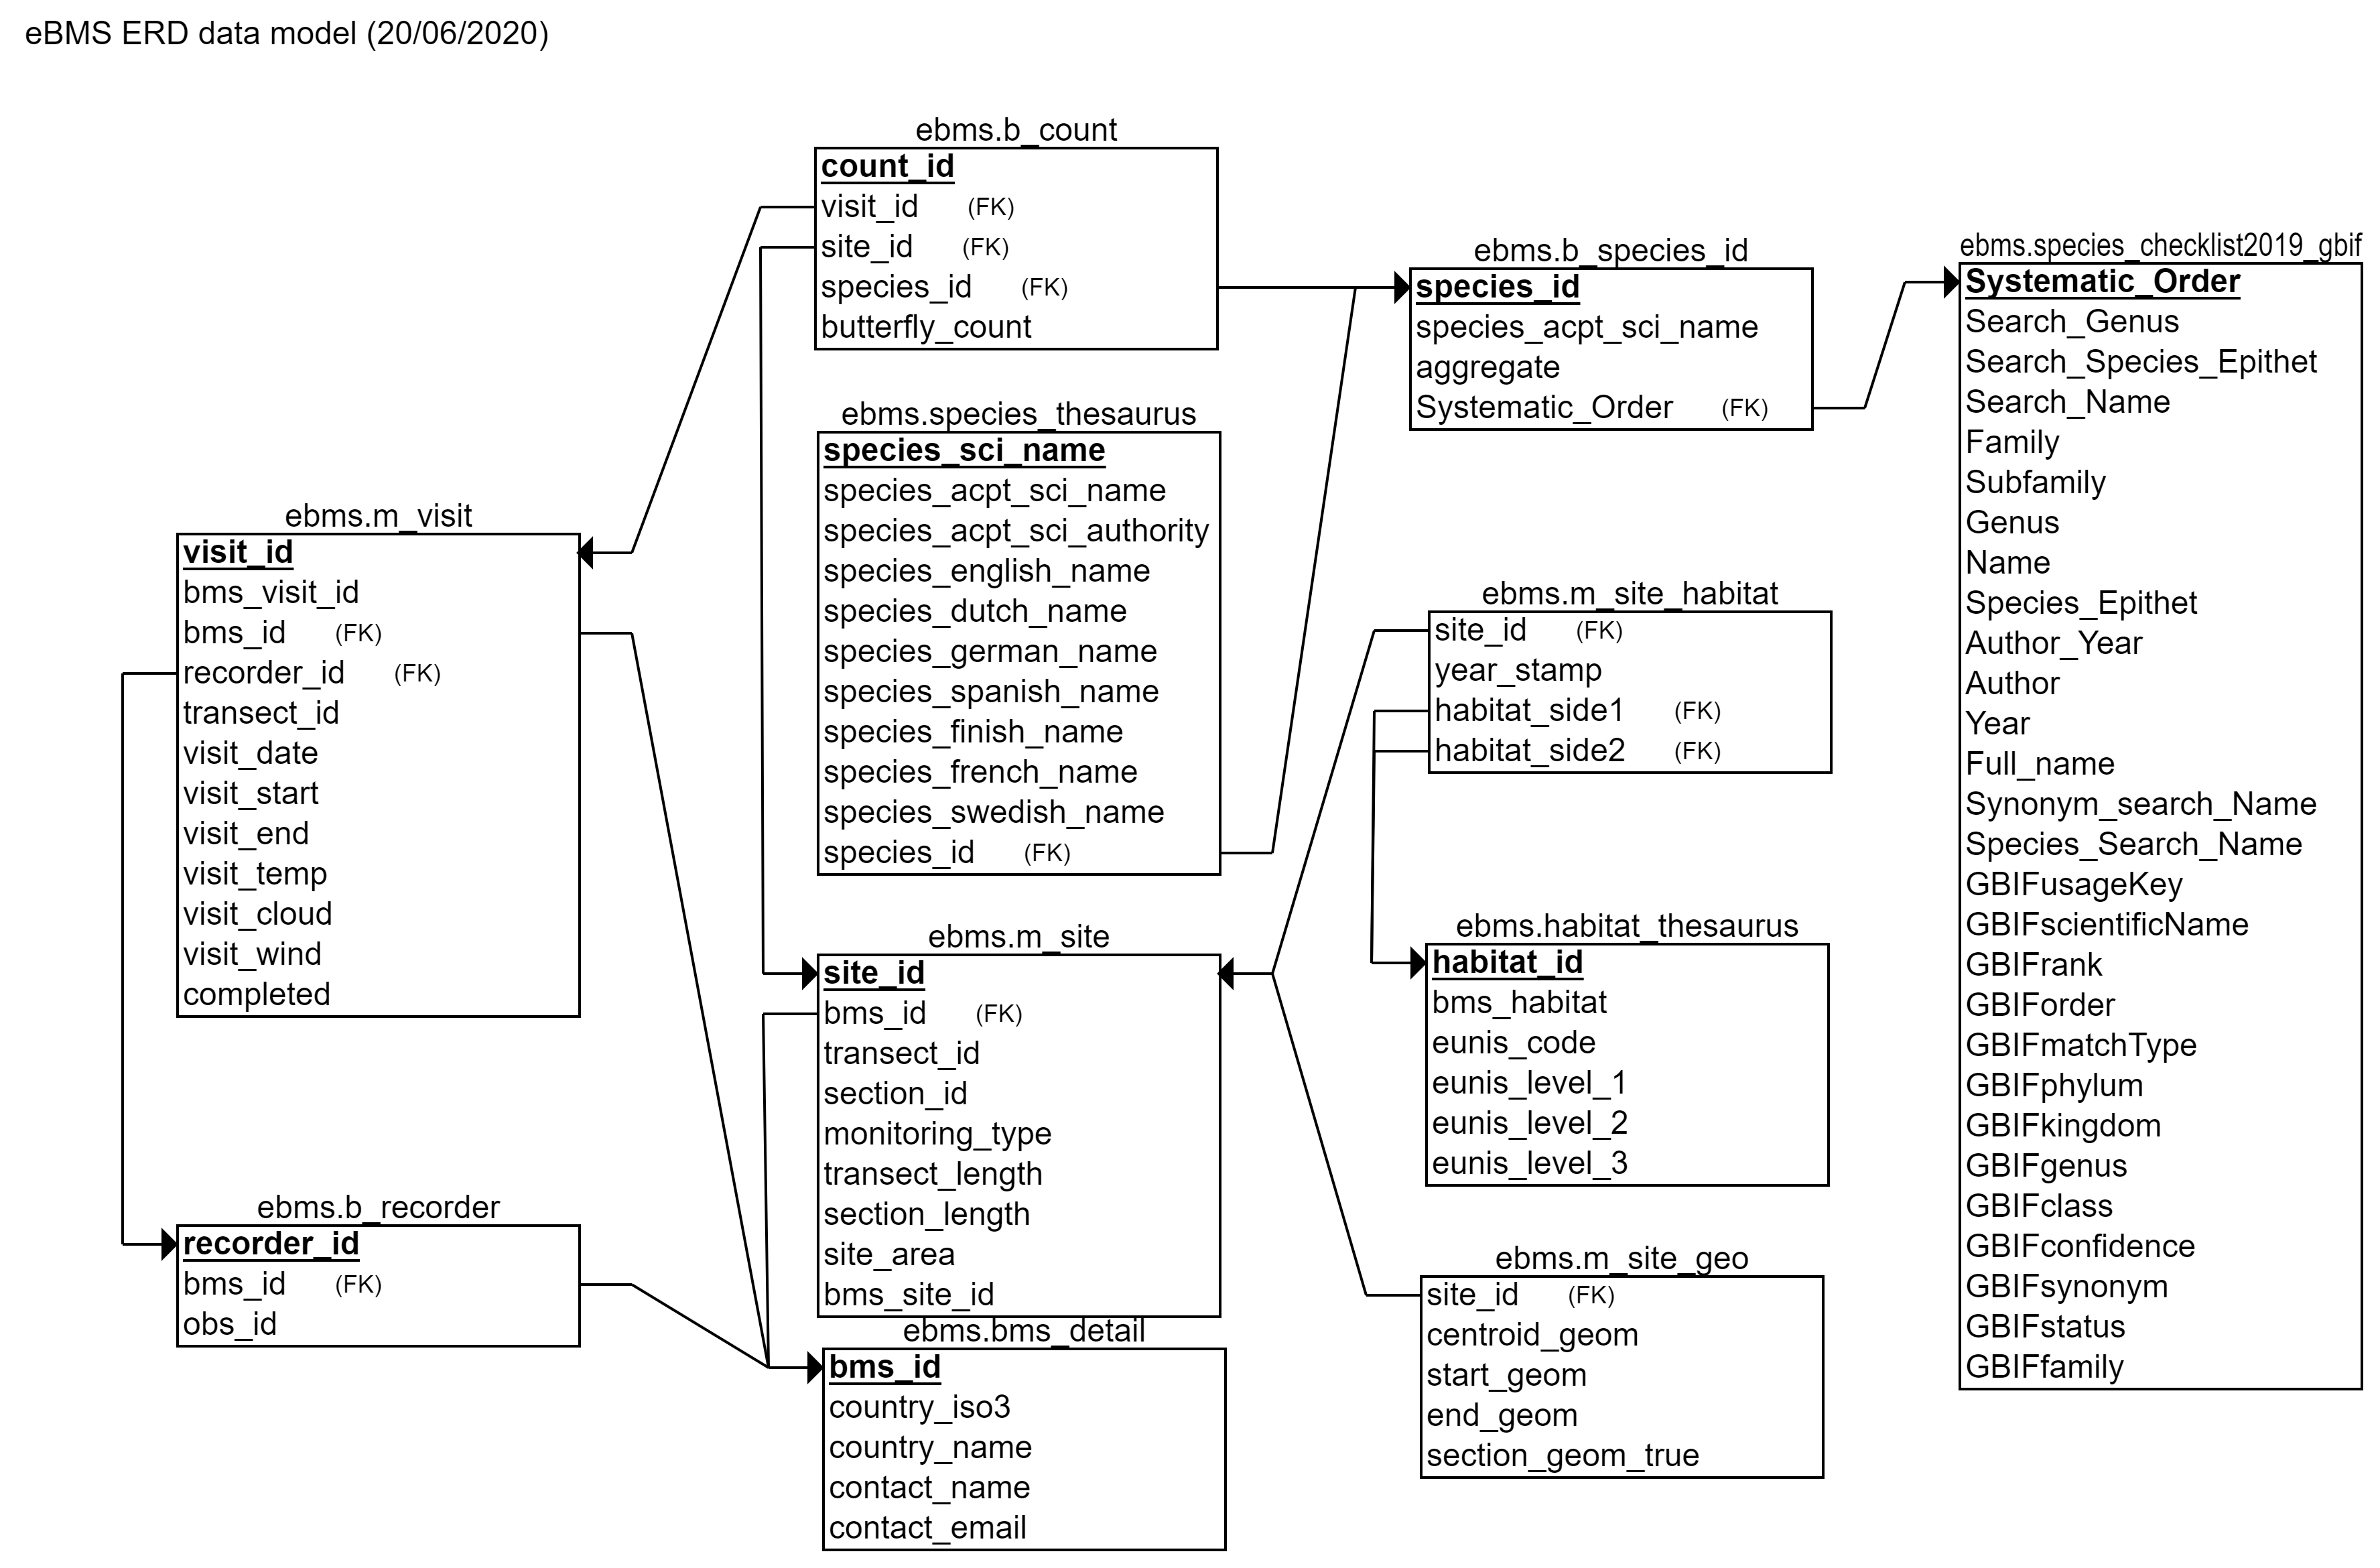 eBMS ERD data model (20/06/2020)
ebms.b_count
count_id
visit_id (FK)
site_id (FK)
species_id (FK)
butterfly_count
ebms.species_thesaurus
species_sci_name
species_acpt_sci_name
species_acpt_sci_authority
species_english_name
species_dutch_name
species_german_name
species_spanish_name
species_finish_name
species_french_name
species_swedish_name
species_id (FK)
ebms.m_visit
visit_id
bms_visit_id
bms_id (FK)
recorder_id (FK)
transect_id
visit_date
visit_start
visit_end
visit_temp
visit_cloud
visit_wind
completed
ebms.b_recorder
recorder_id
bms_id (FK)
obs_id
ebms.m_site
site_id
bms_id (FK)
transect_id
section_id
monitoring_type
transect_length
section_length
site_area
bms_site_id
ebms.bms_detail
bms_id
country_iso3
country_name
contact_name
contact_email
ebms.b_species_id
species_id
species_acpt_sci_name
aggregate
Systematic_Order (FK)
ebms.m_site_habitat
site_id (FK)
year_stamp
habitat_side1 (FK)
habitat_side2 (FK)
ebms.habitat_thesaurus
habitat_id
bms_habitat
eunis_code
eunis_level_1
eunis_level_2
eunis_level_3
ebms.m_site_geo
site_id (FK)
centroid_geom
start_geom
end_geom
section_geom_true
ebms.species_checklist2019_gbif
Systematic_Order
Search_Genus
Search_Species_Epithet
Search_Name
Family
Subfamily
Genus
Name
Species_Epithet
Author_Year
Author
Year
Full_name
Synonym_search_Name
Species_Search_Name
GBIFusageKey
GBIFscientificName
GBIFrank
GBIForder
GBIFmatchType
GBIFphylum
GBIFkingdom
GBIFgenus
GBIFclass
GBIFconfidence
GBIFsynonym
GBIFstatus
GBIFfamily